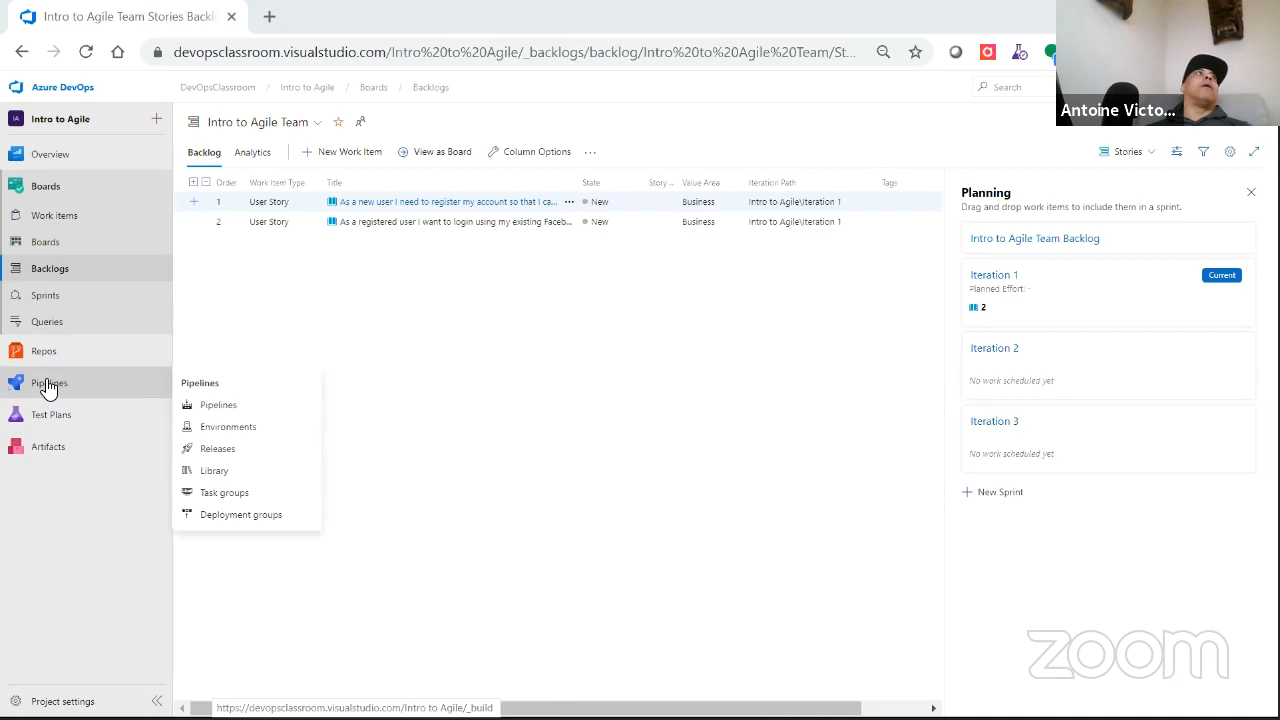 Intro to Agile Team Stories Backl
devopsclassroom.visualstudio.com/Intro%20to%20Agile/_backlogs/backlog/Intro%20to%20Agile%20Team/St...
Azure DevOps
DevOpsClassroom / Intro to Agile / Boards / Backlogs
Search
Antoine Victo...
Intro to Agile
Overview
Boards
Work items
Boards
Backlogs
Sprints
Queries
Repos
Pipelines
Test Plans
Artifacts
Project settings
Pipelines
Pipelines
Environments
Releases
Library
Task groups
Deployment groups
Intro to Agile Team
Backlog Analytics New Work Item View as Board Column Options ... Stories
Order Work Item Type Title State Story ... Value Area Iteration Path Tags
1 User Story As a new user I need to register my account so that I ca... ... New Business Intro to Agile\Iteration 1
2 User Story As a registered user I want to login using my existing Faceb... New Business Intro to Agile\Iteration 1
Planning
Drag and drop work items to include them in a sprint.
Intro to Agile Team Backlog
Iteration 1 Current
Planned Effort: -
2
Iteration 2
No work scheduled yet
Iteration 3
No work scheduled yet
New Sprint
zoom
https://devopsclassroom.visualstudio.com/Intro to Agile/_build